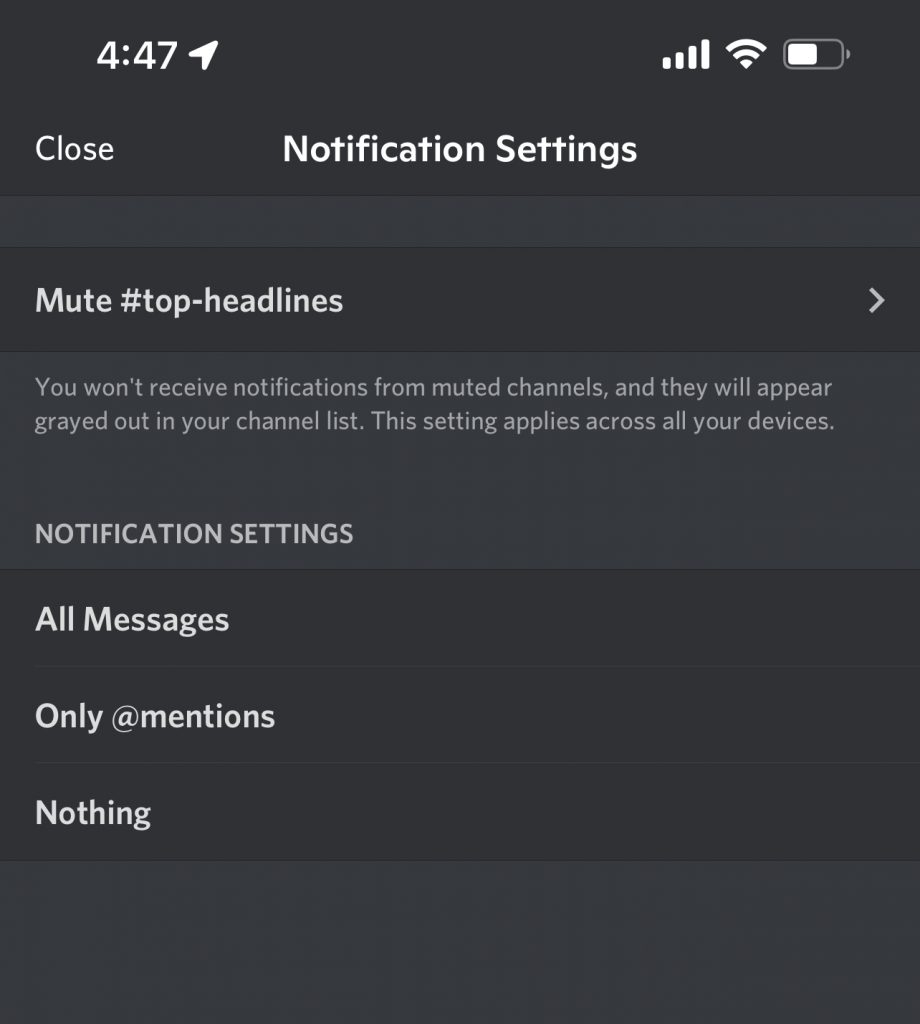 4:47
Close
Notification Settings
Mute #top-headlines
You won't receive notifications from muted channels, and they will appear
grayed out in your channel list. This setting applies across all your devices.
NOTIFICATION SETTINGS
All Messages
Only @mentions
Nothing